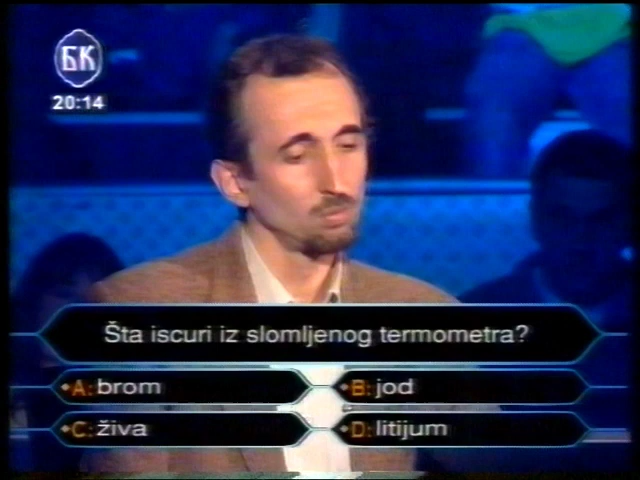 БК
20:14
Šta iscuri iz slomljenog termometra?
A: brom
B: jod
C: živa
D: litijum